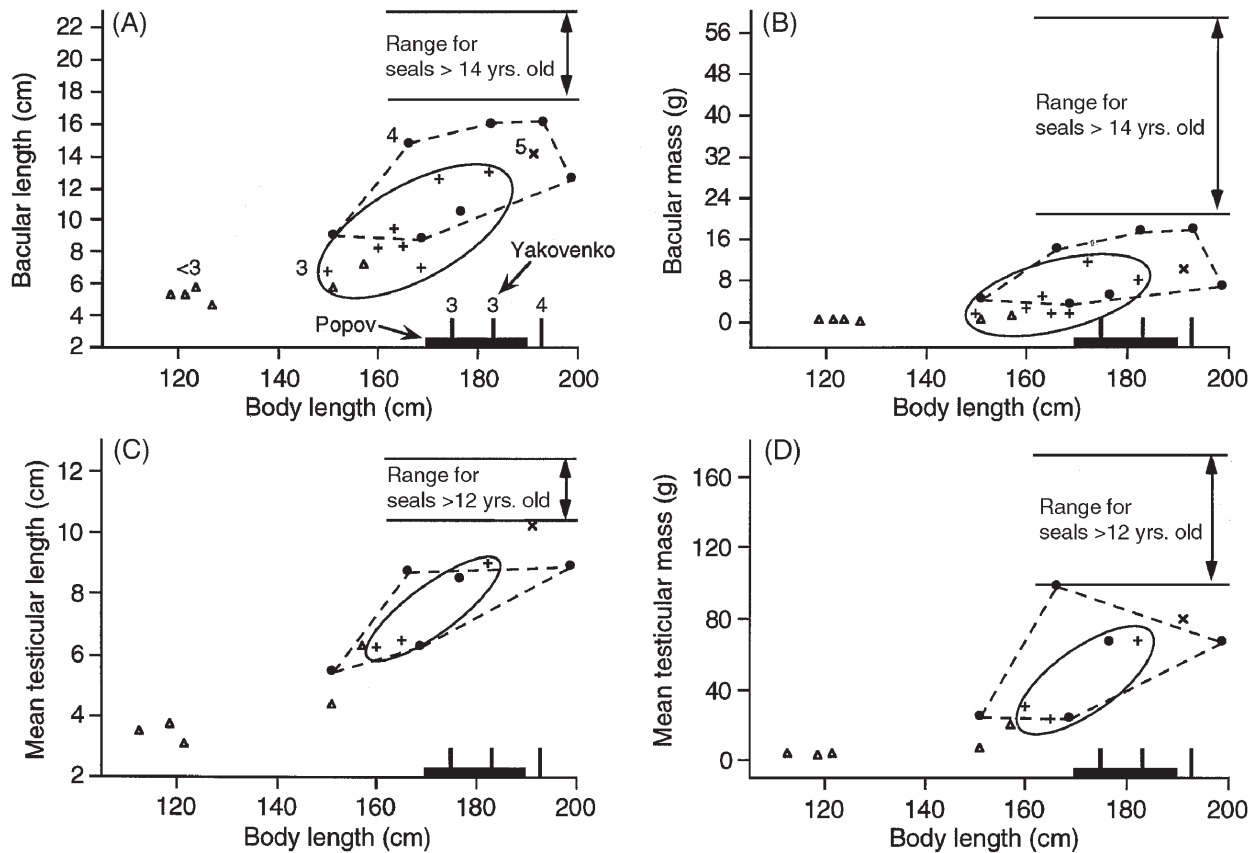 (A)
Bacular length (cm)
22
20
18
16
14
12
10
8
6
4
2
Range for
seals > 14 yrs. old
4
5
<3
3
Yakovenko
3
3
4
Popov
120
140
160
180
200
Body length (cm)
(B)
Bacular mass (g)
56
48
40
32
24
16
8
0
Range for
seals > 14 yrs. old
120
140
160
180
200
Body length (cm)
(C)
Mean testicular length (cm)
12
10
8
6
4
2
Range for
seals >12 yrs. old
120
140
160
180
200
Body length (cm)
(D)
Mean testicular mass (g)
160
120
80
40
0
Range for
seals >12 yrs. old
120
140
160
180
200
Body length (cm)